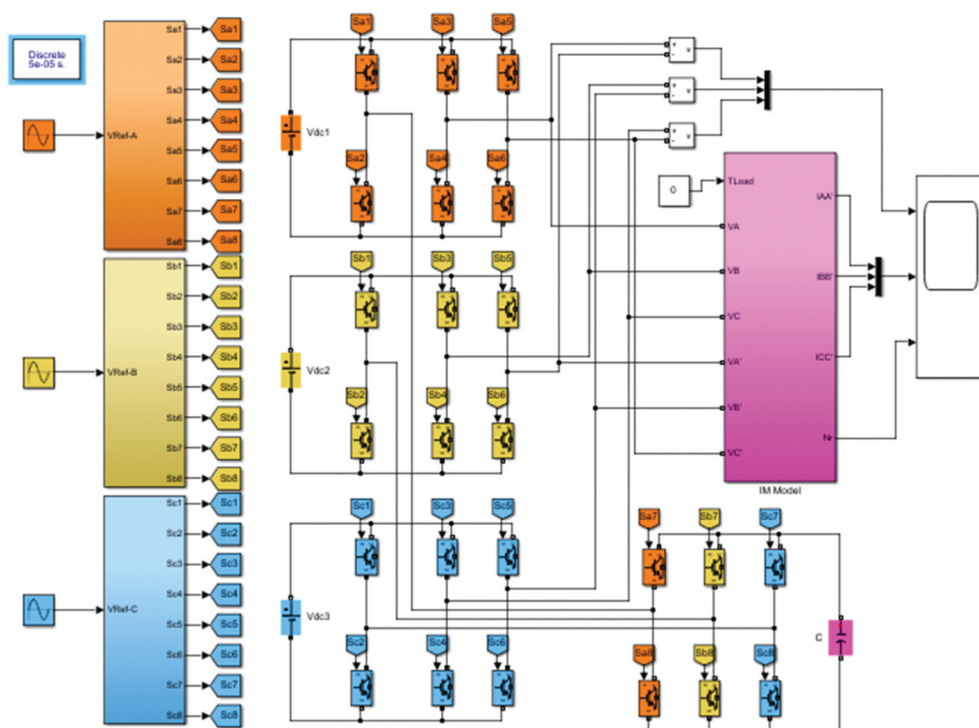 Discrete
5e-05 s.
VRef-A
Sa1
Sa2
Sa3
Sa4
Sa5
Sa6
Sa7
Sa8
Sa1
Sa2
Sa3
Sa4
Sa5
Sa6
Sa7
Sa8
VRef-B
Sb1
Sb2
Sb3
Sb4
Sb5
Sb6
Sb7
Sb8
Sb1
Sb2
Sb3
Sb4
Sb5
Sb6
Sb7
Sb8
VRef-C
Sc1
Sc2
Sc3
Sc4
Sc5
Sc6
Sc7
Sc8
Sc1
Sc2
Sc3
Sc4
Sc5
Sc6
Sc7
Sc8
Sa1 Sa3 Sa5
Vdc1
Sa2 Sa4 Sa6
Sb1 Sb3 Sb5
Vdc2
Sb2 Sb4 Sb6
Sc1 Sc3 Sc5
Vdc3
Sc2 Sc4 Sc6
+ v
-
+ v
-
+ v
-
0
TLoad
VA
VB
VC
VA'
VB'
VC'
IAA'
IBB'
ICC'
Nr
IM Model
Sa7 Sb7 Sc7
C
Sa8 Sb8 Sc8